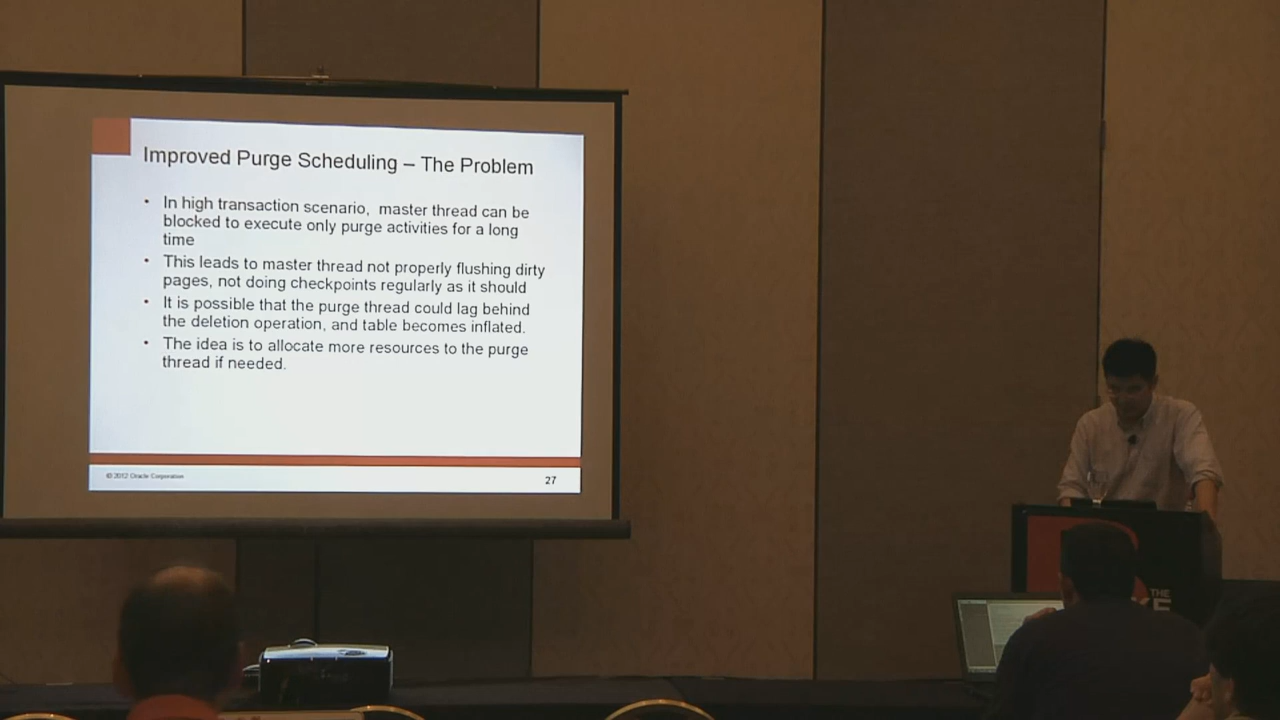 Improved Purge Scheduling – The Problem
• In high transaction scenario, master thread can be
blocked to execute only purge activities for a long
time
• This leads to master thread not properly flushing dirty
pages, not doing checkpoints regularly as it should
• It is possible that the purge thread could lag behind
the deletion operation, and table becomes inflated.
• The idea is to allocate more resources to the purge
thread if needed.
© 2012 Oracle Corporation
27
THE